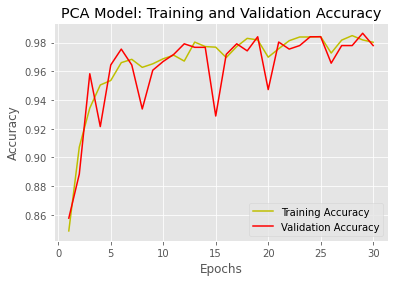 PCA Model: Training and Validation Accuracy
Accuracy
0.98
0.96
0.94
0.92
0.90
0.88
0.86
Training Accuracy
Validation Accuracy
0 5 10 15 20 25 30
Epochs